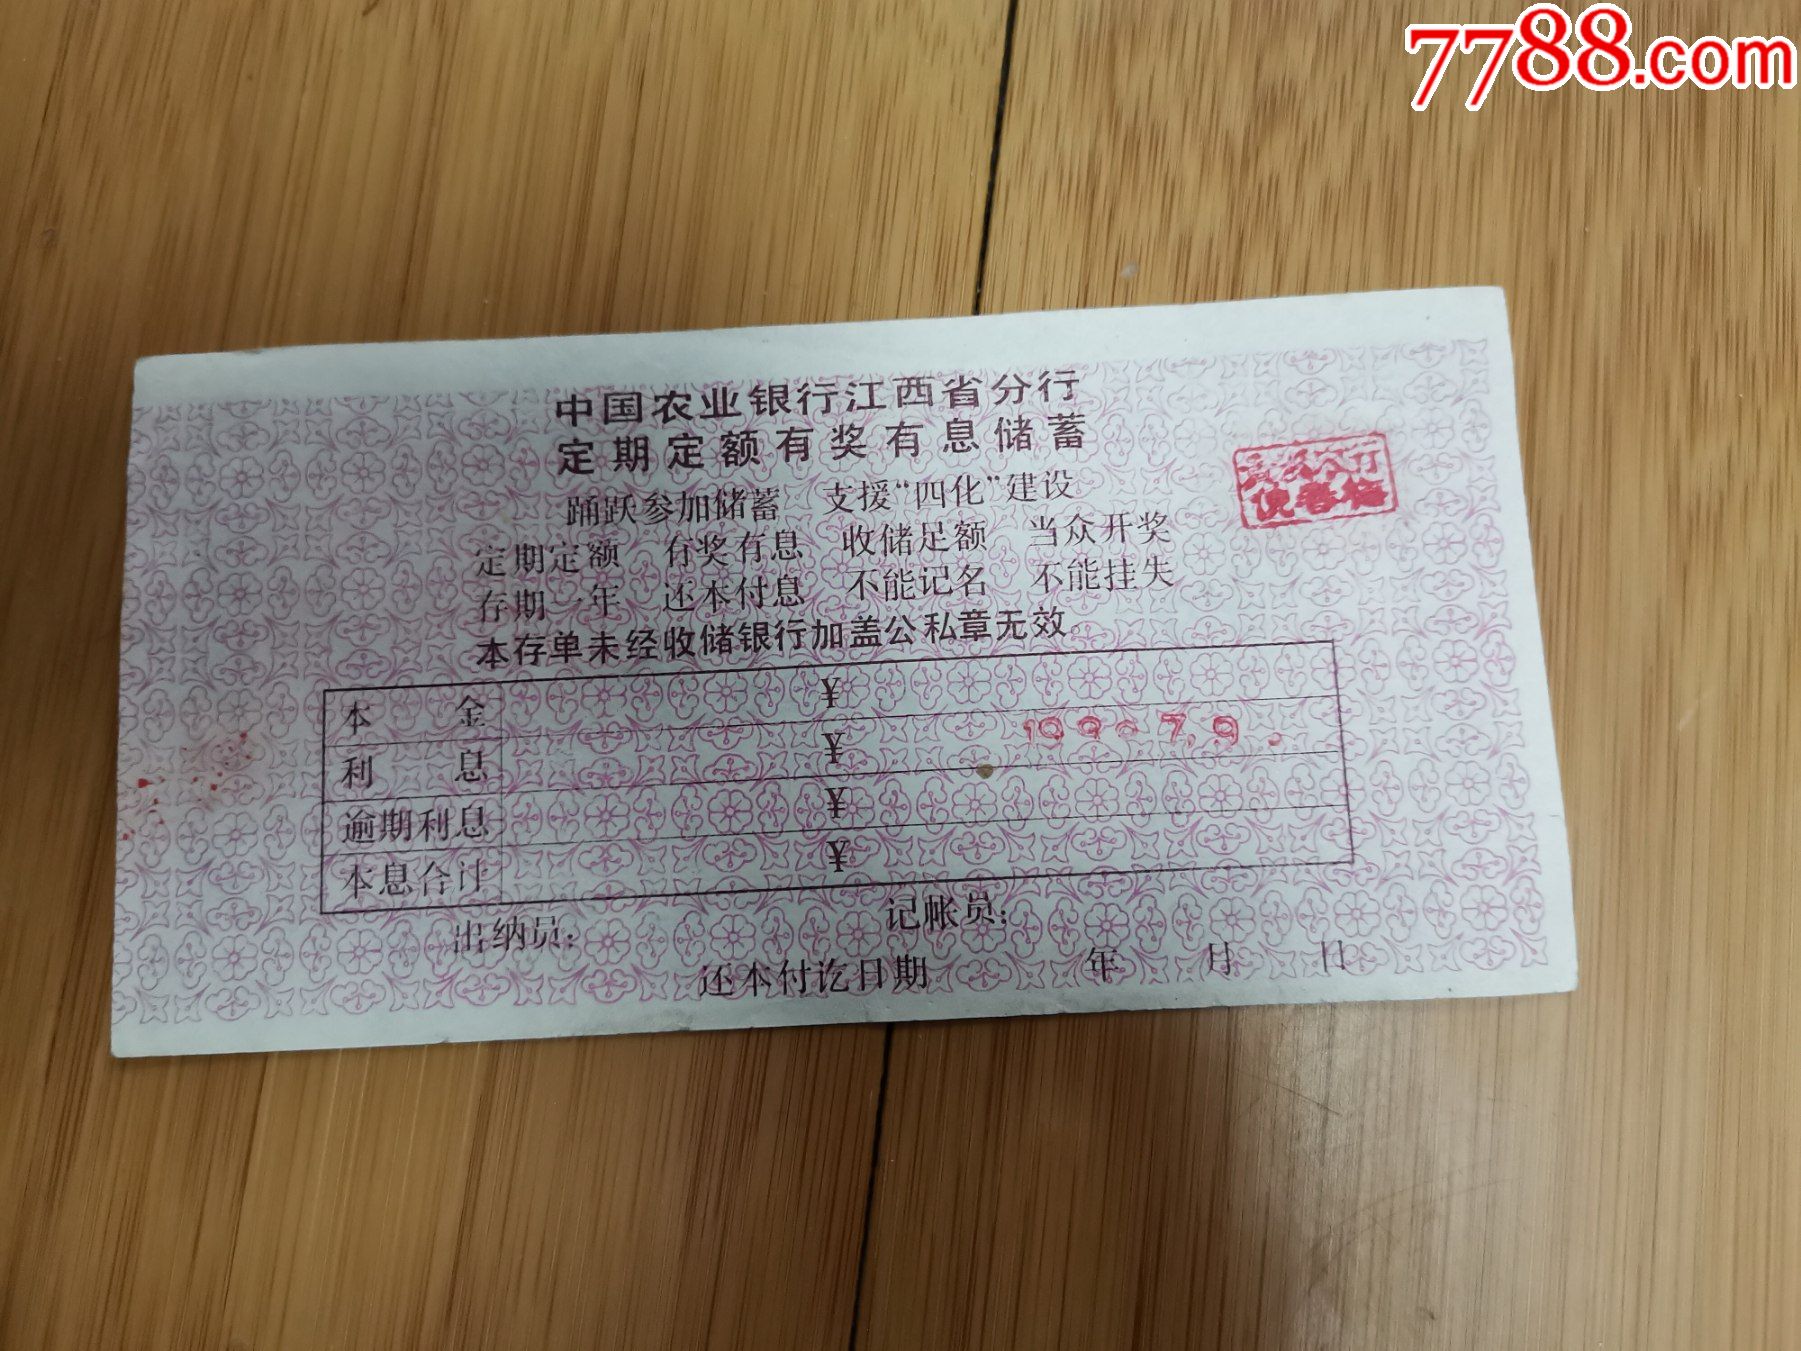 7788.com
中国农业银行江西省分行
定期定额有奖有息储蓄
踊跃参加储蓄 支援“四化”建设
定期定额 有奖有息 收储足额 当众开奖
存期一年 还本付息 不能记名 不能挂失
本存单未经收储银行加盖公私章无效
本金 ¥
利息 ¥ 1990 7. 9.
逾期利息 ¥
本息合计 ¥
出纳员: 记帐员:
还本付讫日期 年 月 日